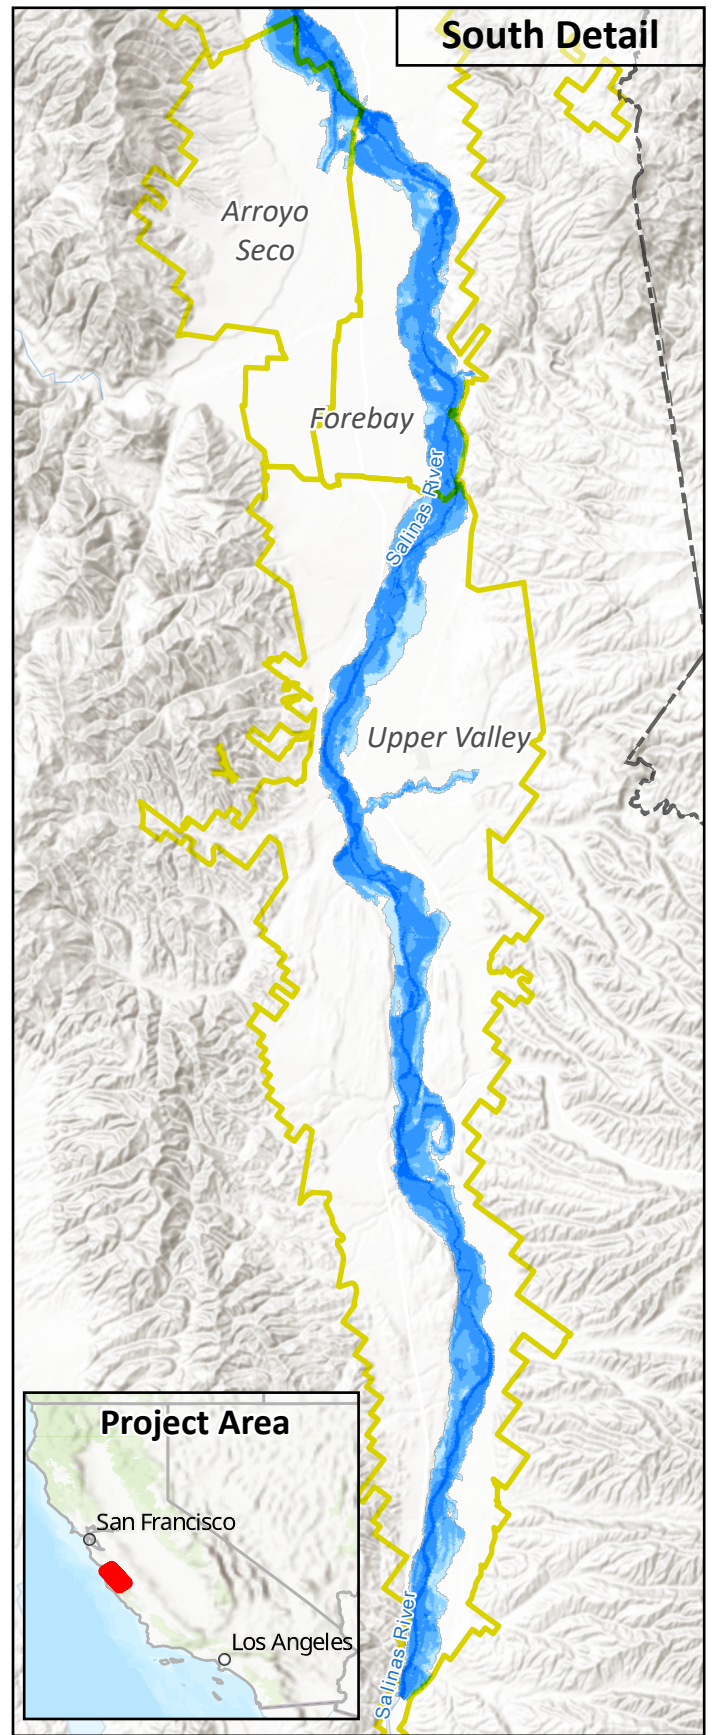 South Detail
Arroyo
Seco
Forebay
Salinas River
Upper Valley
Project Area
San Francisco
Los Angeles
Salinas River